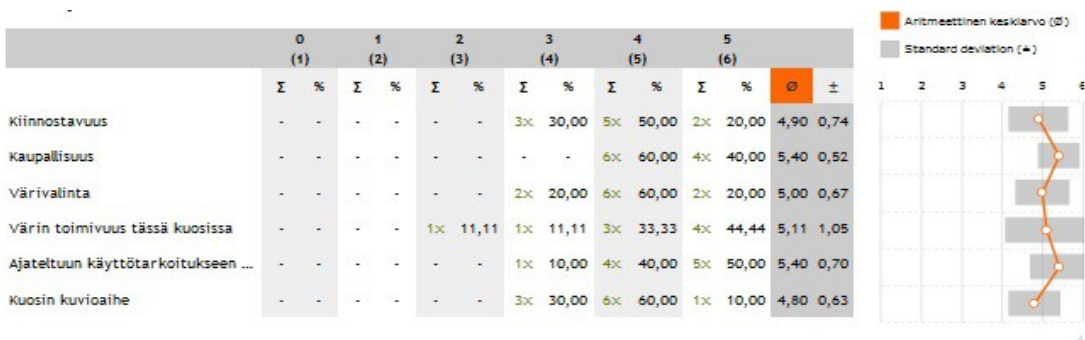 Aritmeettinen keskiarvo (Ø)
Standard deviation (±)
0 1 2 3 4 5
(1) (2) (3) (4) (5) (6)
Σ % Σ % Σ % Σ % Σ % Σ % Ø ±
1 2 3 4 5 6
Kiinnostavuus - - - - - - 3x 30,00 5x 50,00 2x 20,00 4,90 0,74
Kaupallisuus - - - - - - - - 6x 60,00 4x 40,00 5,40 0,52
Värivalinta - - - - - - 2x 20,00 6x 60,00 2x 20,00 5,00 0,67
Värin toimivuus tässä kuosissa - - - - 1x 11,11 1x 11,11 3x 33,33 4x 44,44 5,11 1,05
Ajateltuun käyttötarkoitukseen ... - - - - - - 1x 10,00 4x 40,00 5x 50,00 5,40 0,70
Kuosin kuvioaihe - - - - - - 3x 30,00 6x 60,00 1x 10,00 4,80 0,63